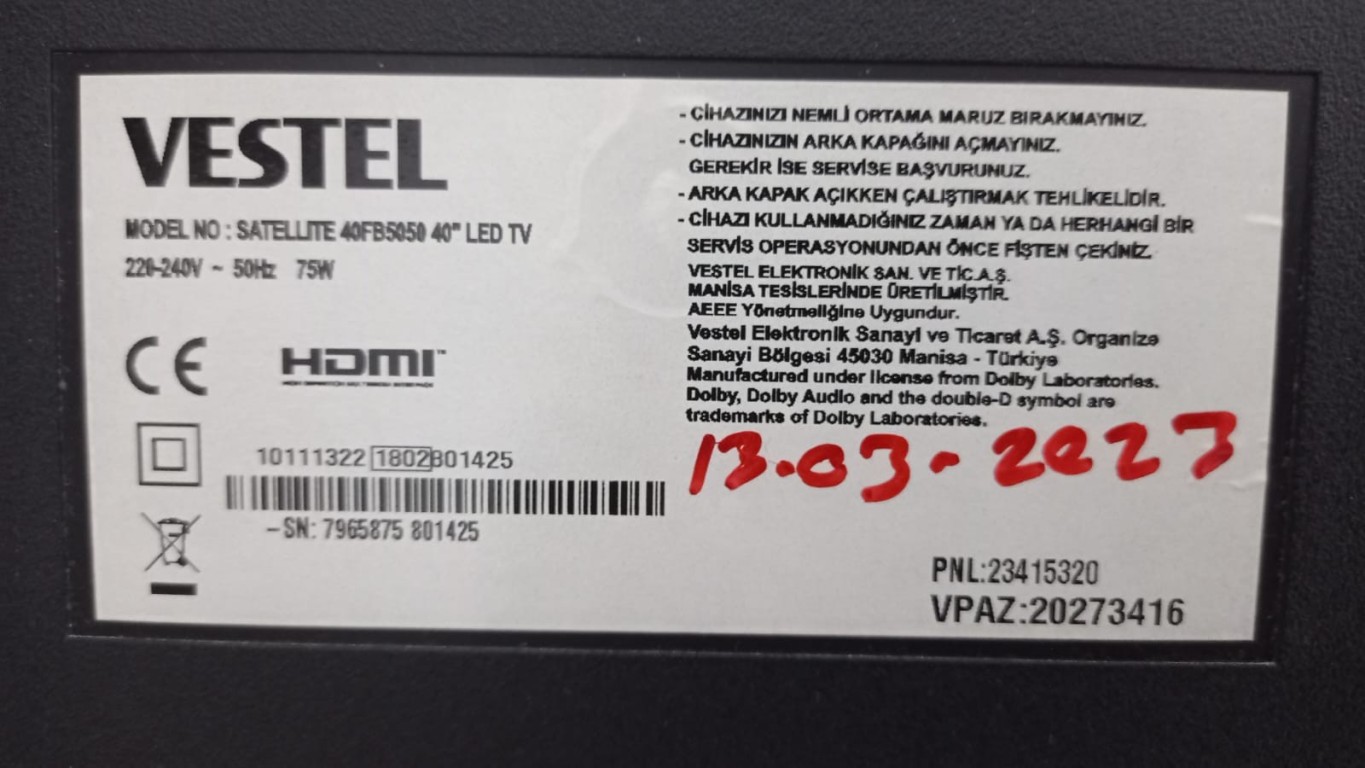 VESTEL
MODEL NO : SATELLITE 40FB5050 40" LED TV
220-240V ~ 50Hz 75W
CE
HDMI™
10111322 1802B01425
-SN: 7965875 801425
- CİHAZINIZI NEMLİ ORTAMA MARUZ BIRAKMAYINIZ.
- CİHAZINIZIN ARKA KAPAĞINI AÇMAYINIZ.
GEREKİR İSE SERVİSE BAŞVURUNUZ.
- ARKA KAPAK AÇIKKEN ÇALIŞTIRMAK TEHLİKELİDİR.
- CİHAZI KULLANMADIĞINIZ ZAMAN YA DA HERHANGİ BİR
SERVİS OPERASYONUNDAN ÖNCE FİŞTEN ÇEKİNİZ.
VESTEL ELEKTRONİK SAN. VE TİC.A.Ş.
MANİSA TESİSLERİNDE ÜRETİLMİŞTİR.
AEEE Yönetmeliğine Uygundur.
Vestel Elektronik Sanayi ve Ticaret A.Ş. Organize
Sanayi Bölgesi 45030 Manisa - Türkiye
Manufactured under license from Dolby Laboratories.
Dolby, Dolby Audio and the double-D symbol are
trademarks of Dolby Laboratories.
13.03-2023
PNL:23415320
VPAZ:20273416